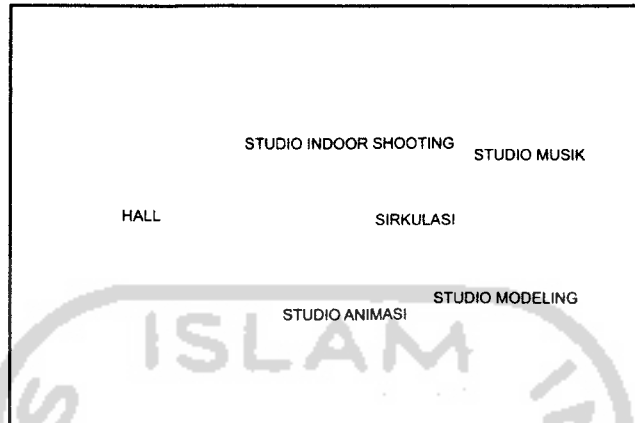 STUDIO INDOOR SHOOTING
STUDIO MUSIK
HALL
SIRKULASI
STUDIO MODELING
STUDIO ANIMASI
ISLAM